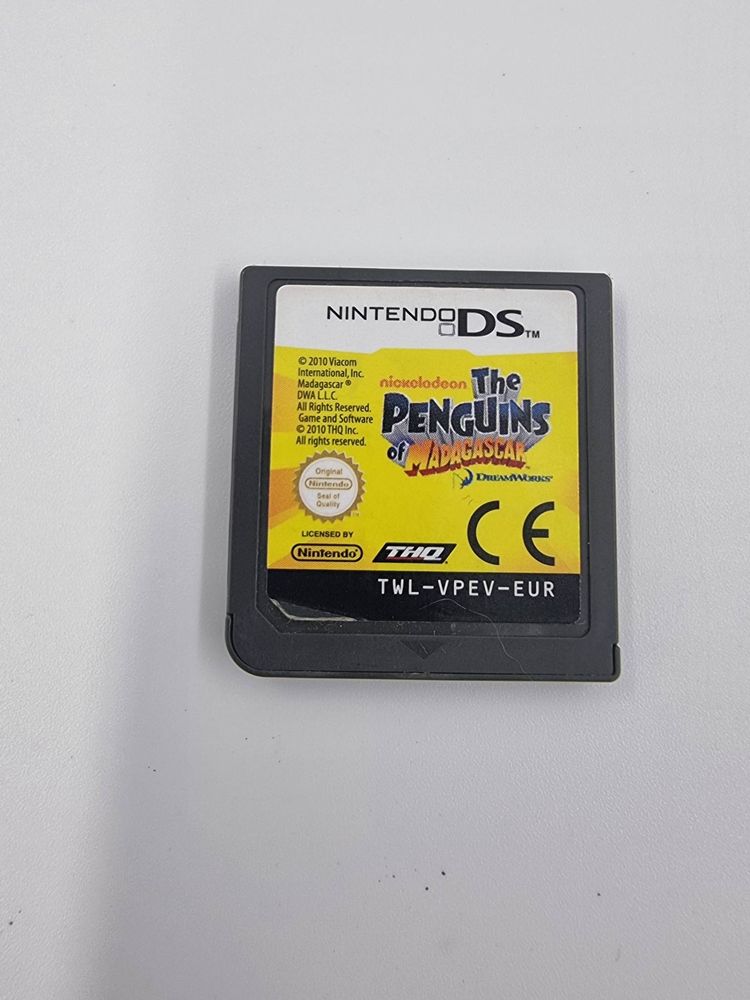 NINTENDO DS™
© 2010 Viacom
International, Inc.
Madagascar ®
DWA L.L.C.
All Rights Reserved.
Game and Software
© 2010 THQ Inc.
All rights reserved.
nickelodeon The
PENGUINS
of MADAGASCAR™
DREAMWORKS®
Original
Nintendo
Seal of
Quality
™
LICENSED BY
Nintendo®
THQ
CE
TWL-VPEV-EUR